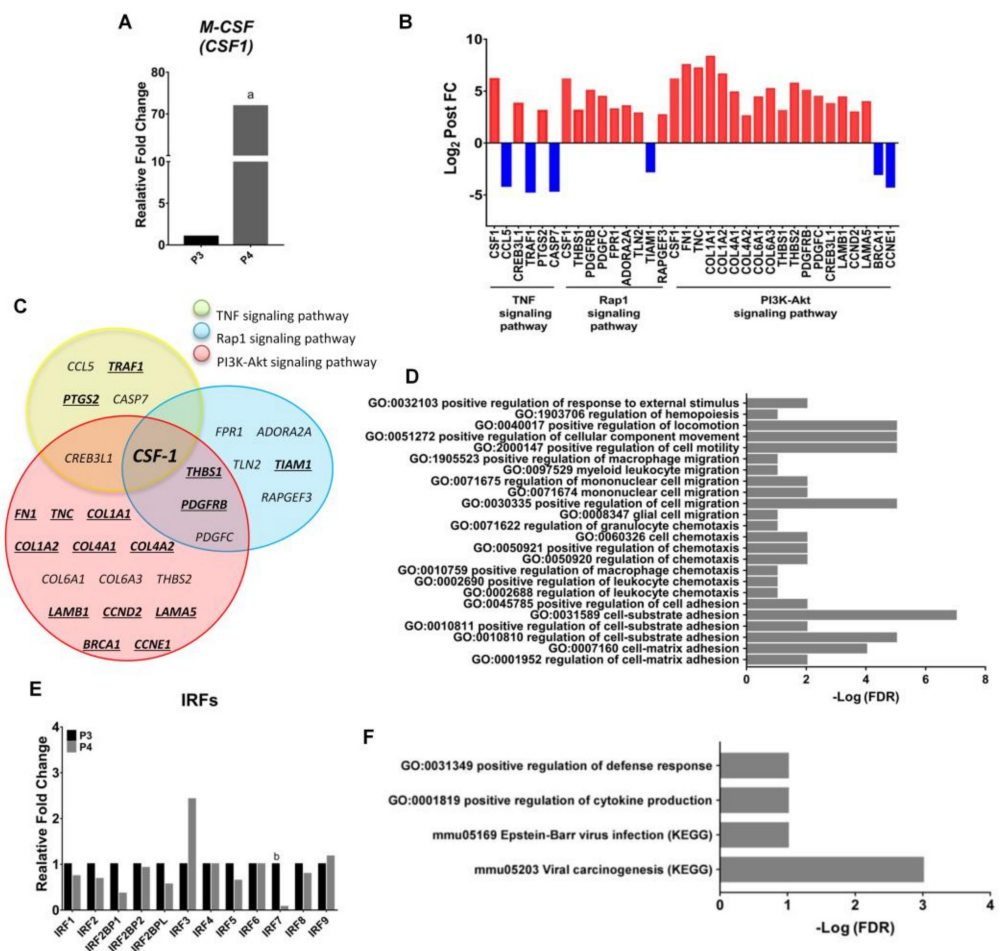 A
M-CSF
(CSF1)
Realative Fold Change
80
70
10
5
0
a
P3
P4
B
Log2 Post FC
10
5
0
-5
CSF1
CCL5
CREB3L1
TRAF1
PTGS2
CASP7
CSF1
THBS1
PDGFRB
PDGFC
FPR1
ADORA2A
TLN2
TIAM1
RAPGEF3
CSF1
FN1
TNC
COL1A1
COL1A2
COL4A1
COL4A2
COL6A1
COL6A3
THBS1
THBS2
PDGFRB
PDGFC
CREB3L1
LAMB1
CCND2
LAMA5
BRCA1
CCNE1
TNF
signaling
pathway
Rap1
signaling
pathway
PI3K-Akt
signaling pathway
C
TNF signaling pathway
Rap1 signaling pathway
PI3K-Akt signaling pathway
CCL5 TRAF1
PTGS2 CASP7
CREB3L1
CSF-1
FPR1 ADORA2A
THBS1 TLN2 TIAM1
PDGFRB RAPGEF3
PDGFC
FN1 TNC COL1A1
COL1A2 COL4A1 COL4A2
COL6A1 COL6A3 THBS2
LAMB1 CCND2 LAMA5
BRCA1 CCNE1
D
GO:0032103 positive regulation of response to external stimulus
GO:1903706 regulation of hemopoiesis
GO:0040017 positive regulation of locomotion
GO:0051272 positive regulation of cellular component movement
GO:2000147 positive regulation of cell motility
GO:1905523 positive regulation of macrophage migration
GO:0097529 myeloid leukocyte migration
GO:0071675 regulation of mononuclear cell migration
GO:0071674 mononuclear cell migration
GO:0030335 positive regulation of cell migration
GO:0008347 glial cell migration
GO:0071622 regulation of granulocyte chemotaxis
GO:0060326 cell chemotaxis
GO:0050921 positive regulation of chemotaxis
GO:0050920 regulation of chemotaxis
GO:0010759 positive regulation of macrophage chemotaxis
GO:0002690 positive regulation of leukocyte chemotaxis
GO:0002688 regulation of leukocyte chemotaxis
GO:0045785 positive regulation of cell adhesion
GO:0031589 cell-substrate adhesion
GO:0010811 positive regulation of cell-substrate adhesion
GO:0010810 regulation of cell-substrate adhesion
GO:0007160 cell-matrix adhesion
GO:0001952 regulation of cell-matrix adhesion
0 2 4 6 8
-Log (FDR)
E
IRFs
Realative Fold Change
4
3
2
1
0
P3
P4
b
IRF1
IRF2
IRF2BP1
IRF2BP2
IRF2BPL
IRF3
IRF4
IRF5
IRF6
IRF7
IRF8
IRF9
F
GO:0031349 positive regulation of defense response
GO:0001819 positive regulation of cytokine production
mmu05169 Epstein-Barr virus infection (KEGG)
mmu05203 Viral carcinogenesis (KEGG)
0 1 2 3 4
-Log (FDR)